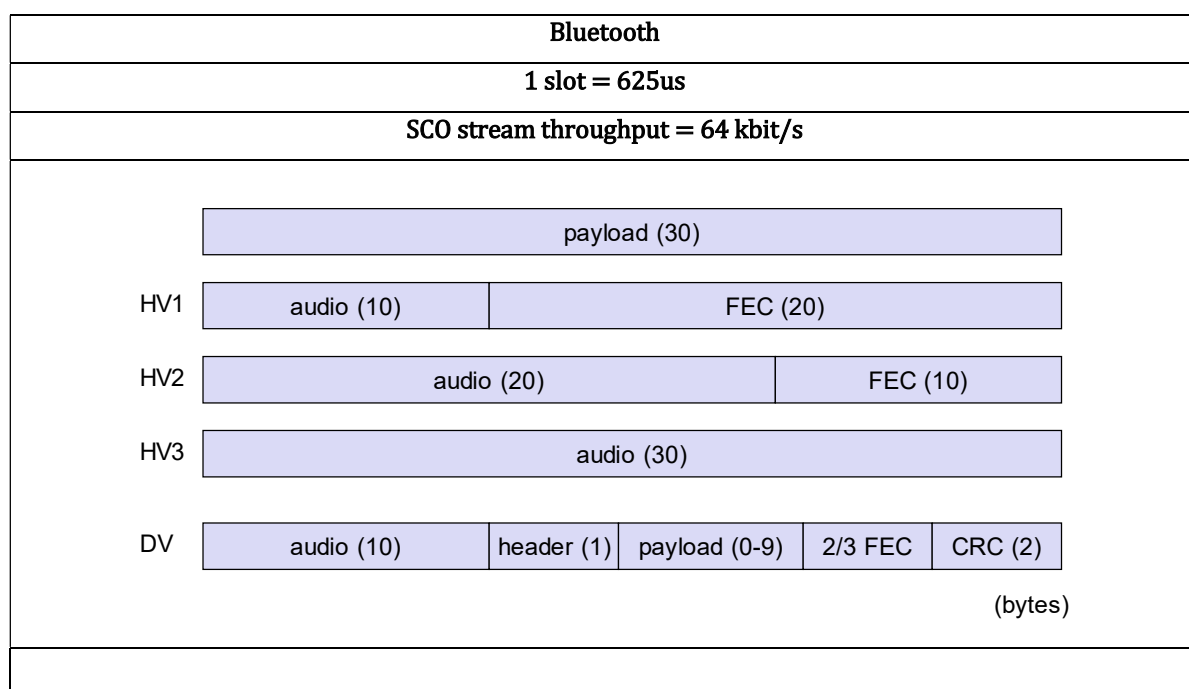 Bluetooth
1 slot = 625us
SCO stream throughput = 64 kbit/s
payload (30)
HV1 audio (10) FEC (20)
HV2 audio (20) FEC (10)
HV3 audio (30)
DV audio (10) header (1) payload (0-9) 2/3 FEC CRC (2)
(bytes)